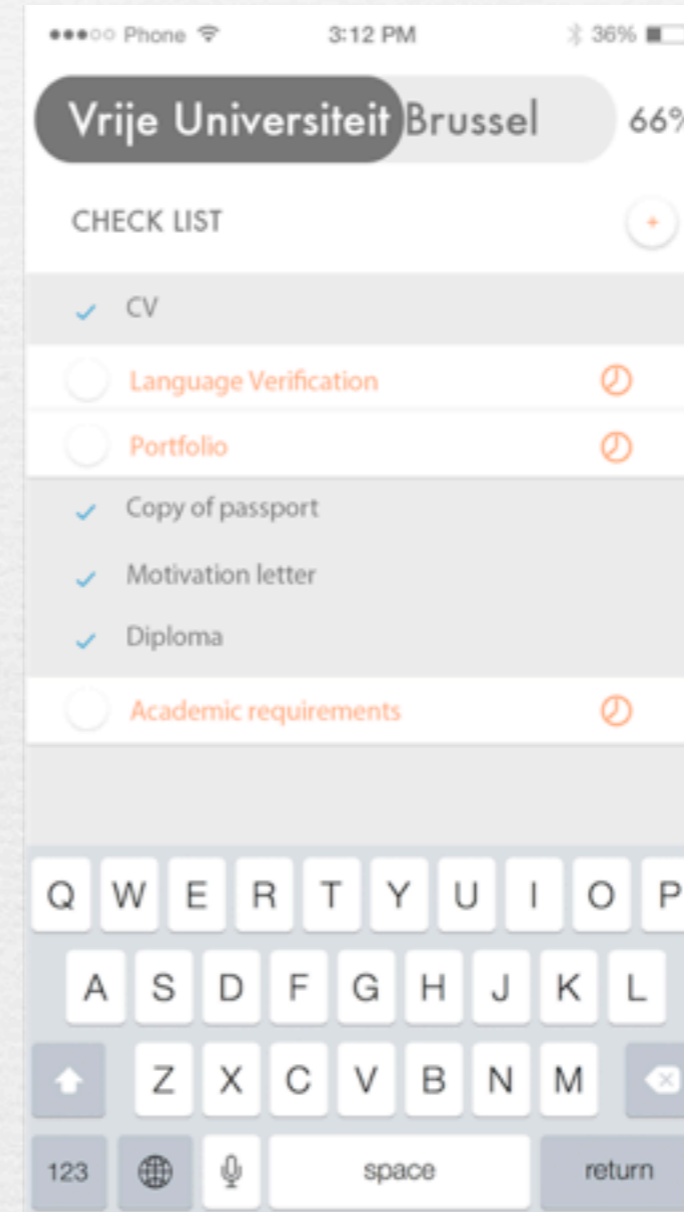 Phone 3:12 PM 36%
Vrije Universiteit Brussel 66%
CHECK LIST +
CV
Language Verification
Portfolio
Copy of passport
Motivation letter
Diploma
Academic requirements
Q W E R T Y U I O P
A S D F G H J K L
Z X C V B N M
123 space return